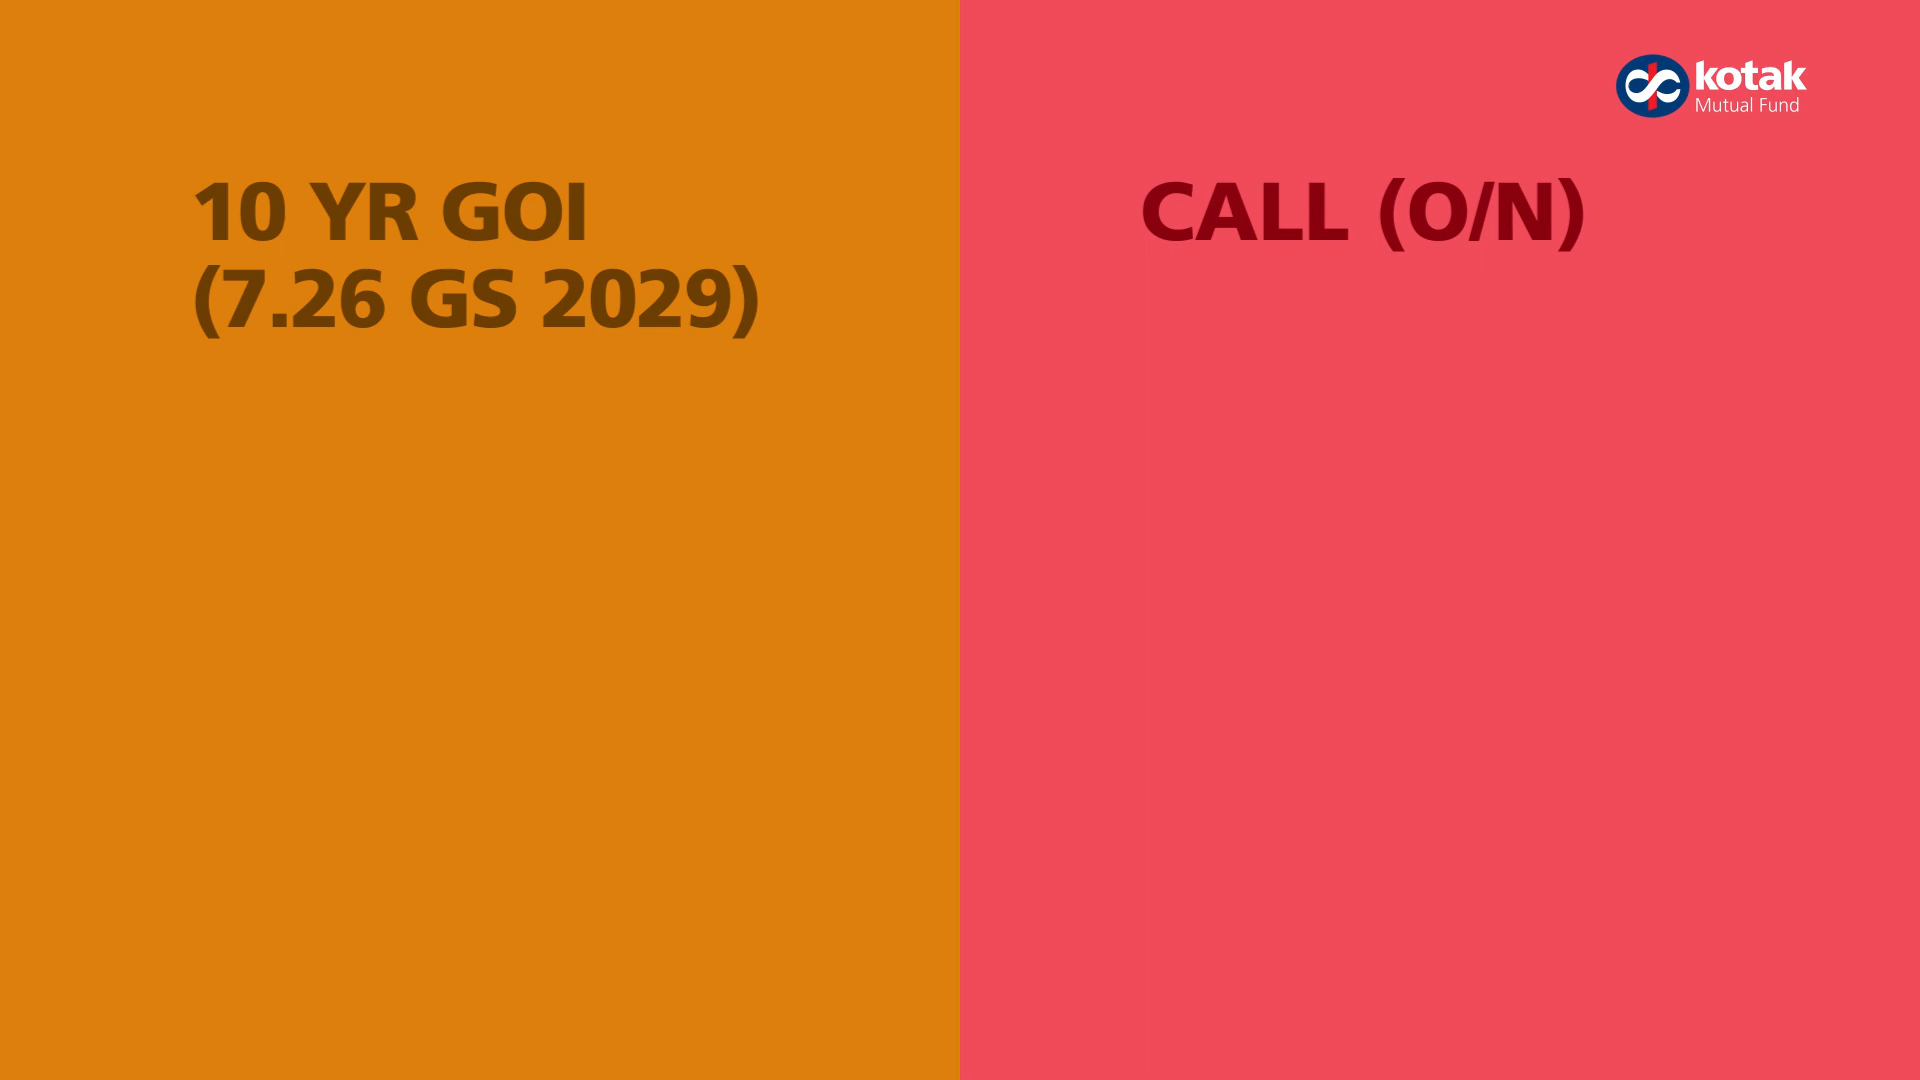 kotak
Mutual Fund
10 YR GOI
(7.26 GS 2029)
CALL (O/N)